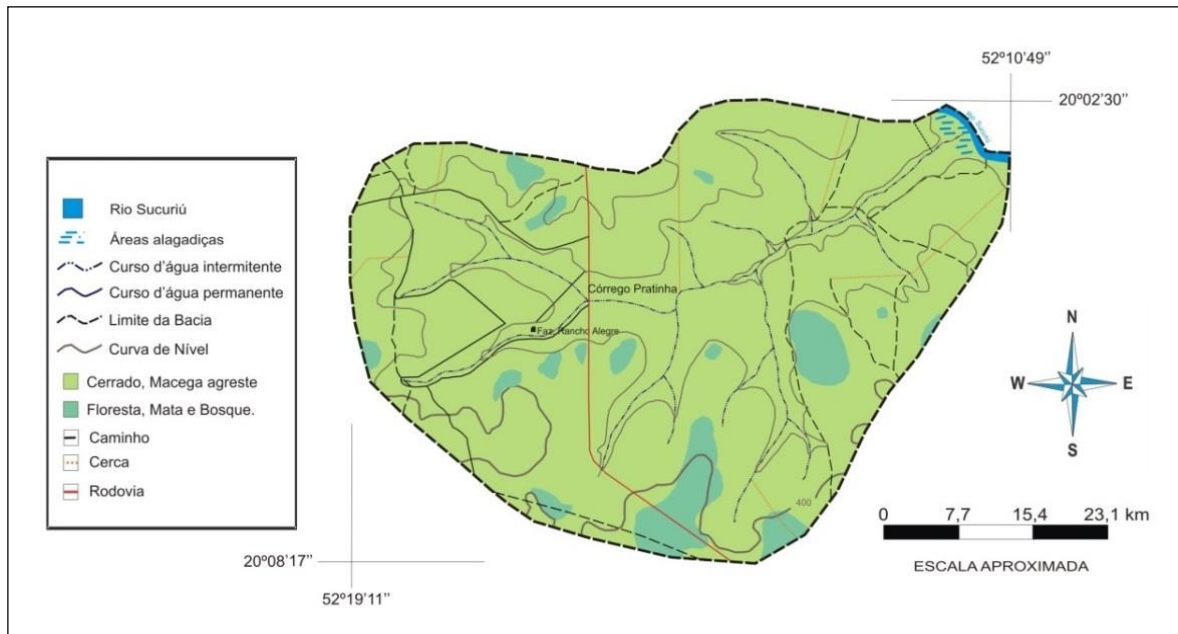 52º10'49''
20º02'30''
Rio Sucuriú
Rio Sucuriú
Áreas alagadiças
Curso d'água intermitente
Curso d'água permanente
Limite da Bacia
Curva de Nível
Cerrado, Macega agreste
Floresta, Mata e Bosque.
Caminho
Cerca
Rodovia
Córrego Pratinha
Faz. Rancho Alegre
400
N
W
E
S
0 7,7 15,4 23,1 km
ESCALA APROXIMADA
20º08'17''
52º19'11''